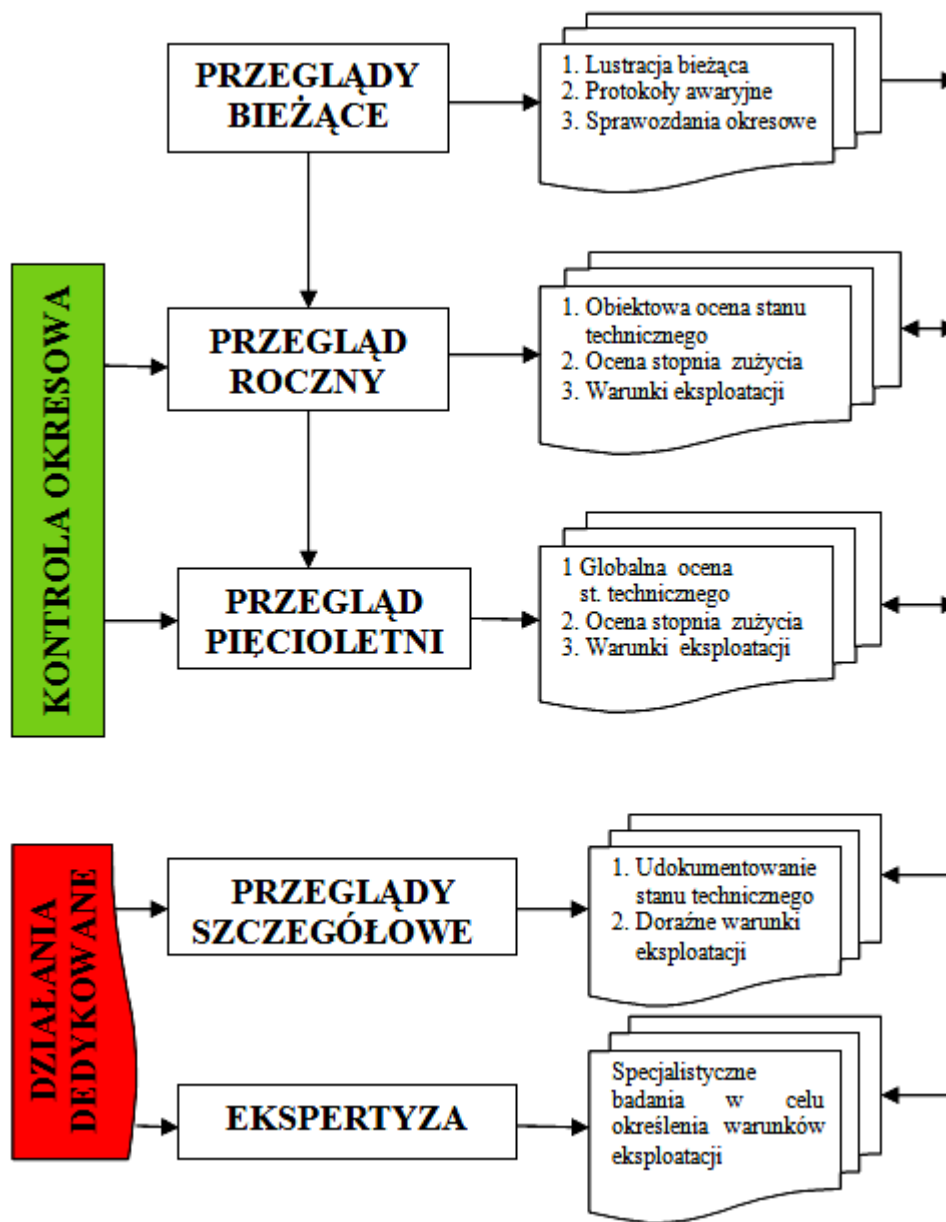 PRZEGLĄDY
BIEŻĄCE
1. Lustracja bieżąca
2. Protokoły awaryjne
3. Sprawozdania okresowe
KONTROLA OKRESOWA
PRZEGLĄD
ROCZNY
1. Obiektowa ocena stanu
technicznego
2. Ocena stopnia zużycia
3. Warunki eksploatacji
PRZEGLĄD
PIĘCIOLETNI
1 Globalna ocena
st. technicznego
2. Ocena stopnia zużycia
3. Warunki eksploatacji
DZIAŁANIA
DEDYKOWANE
PRZEGLĄDY
SZCZEGÓŁOWE
1. Udokumentowanie
stanu technicznego
2. Doraźne warunki
eksploatacji
EKSPERTYZA
Specjalistyczne
badania w celu
określenia warunków
eksploatacji